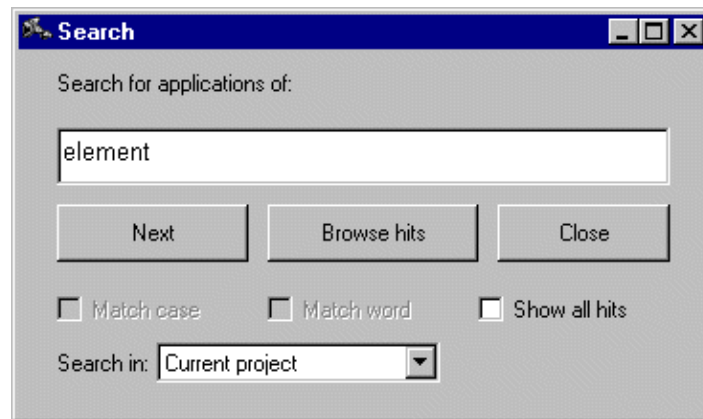 Search
Search for applications of:
element
Next Browse hits Close
Match case Match word Show all hits
Search in: Current project